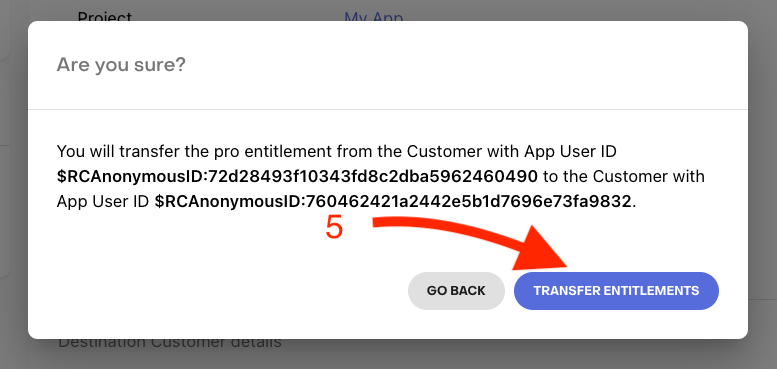 Project My App
Are you sure?
You will transfer the pro entitlement from the Customer with App User ID
$RCAnonymousID:72d28493f10343fd8c2dba5962460490 to the Customer with
App User ID $RCAnonymousID:760462421a2442e5b1d7696e73fa9832.
5
GO BACK TRANSFER ENTITLEMENTS
Destination Customer details